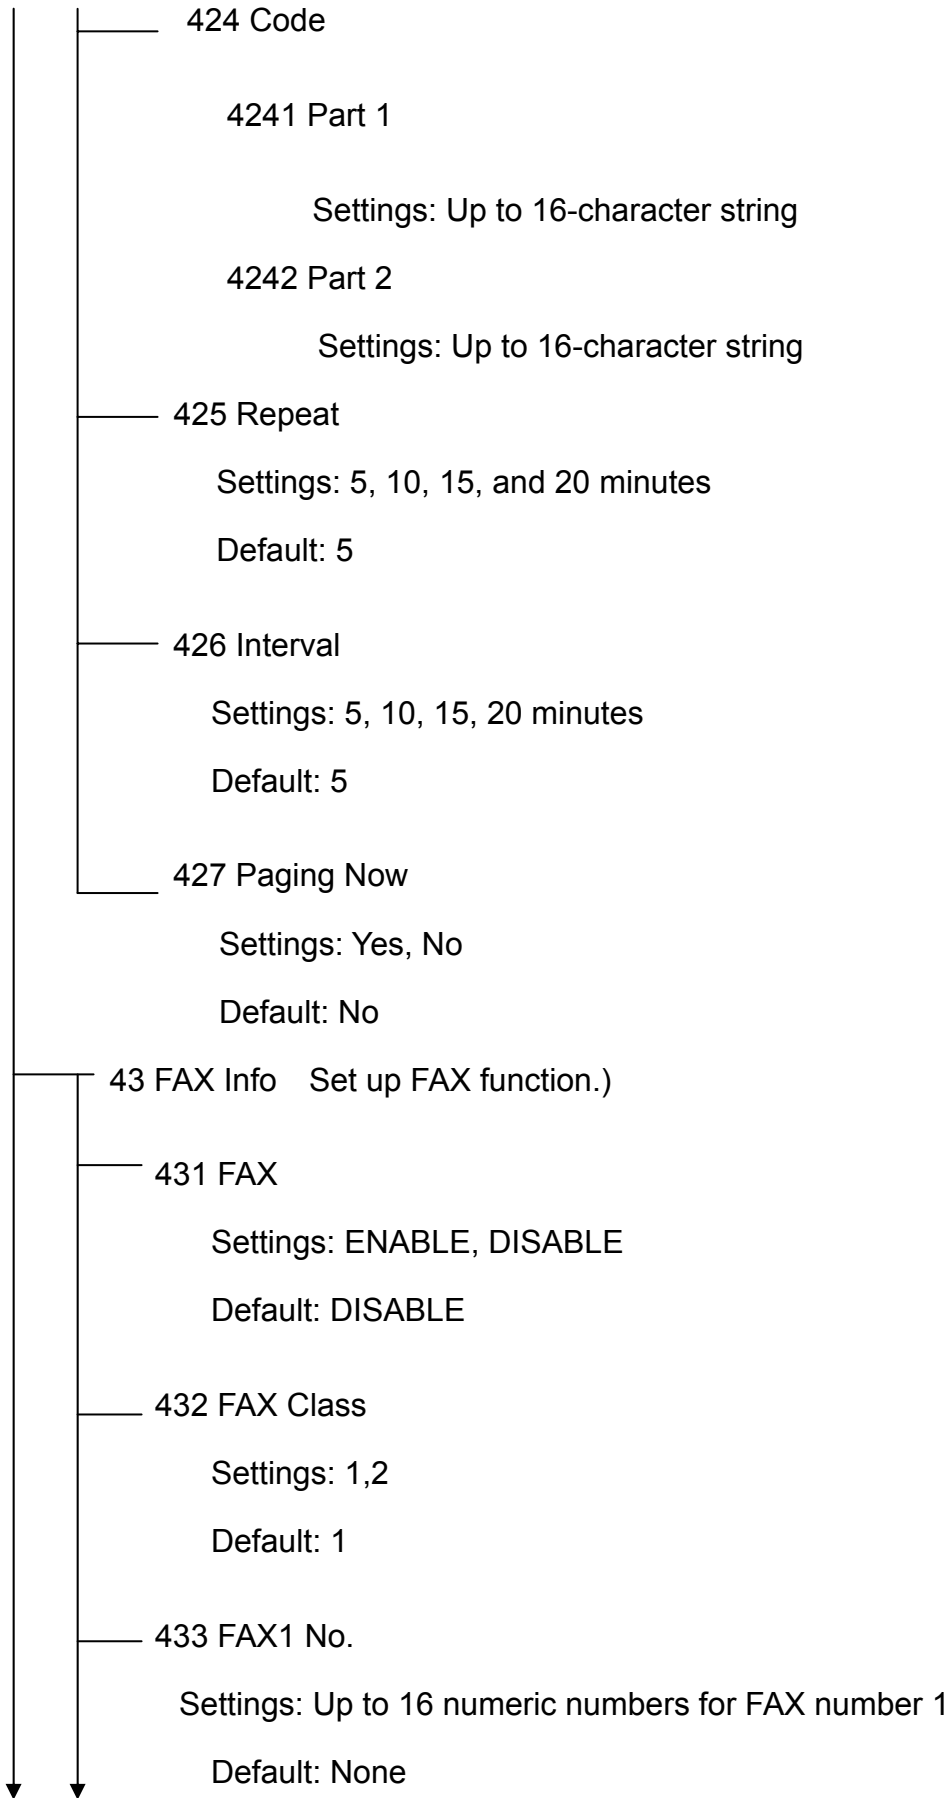 424 Code
4241 Part 1
Settings: Up to 16-character string
4242 Part 2
Settings: Up to 16-character string
425 Repeat
Settings: 5, 10, 15, and 20 minutes
Default: 5
426 Interval
Settings: 5, 10, 15, 20 minutes
Default: 5
427 Paging Now
Settings: Yes, No
Default: No
43 FAX Info Set up FAX function.)
431 FAX
Settings: ENABLE, DISABLE
Default: DISABLE
432 FAX Class
Settings: 1,2
Default: 1
433 FAX1 No.
Settings: Up to 16 numeric numbers for FAX number 1
Default: None